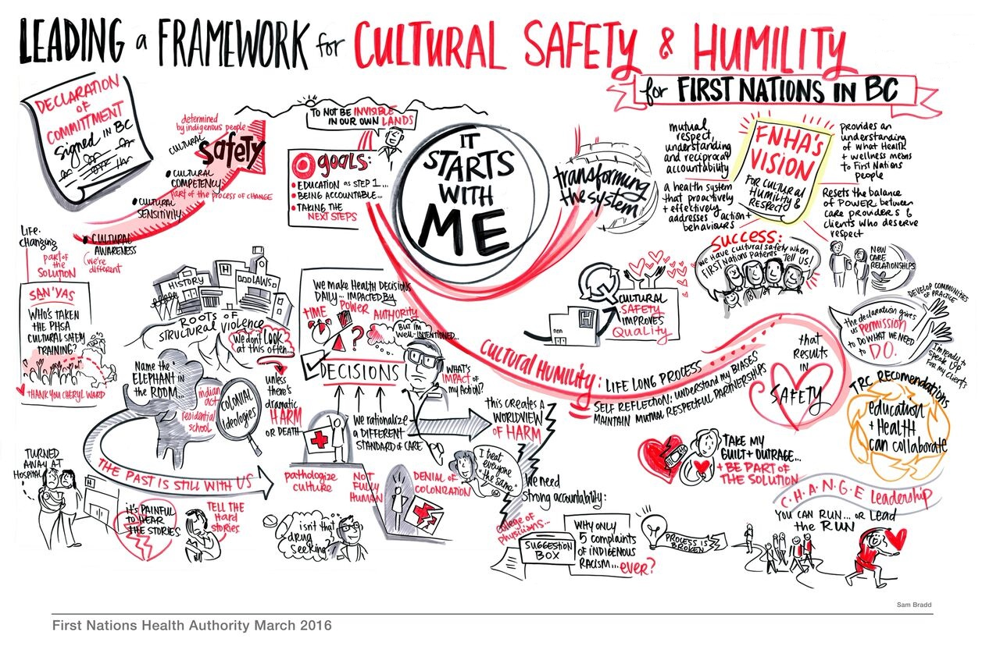 LEADING a FRAMEWORK for CULTURAL SAFETY & HUMILITY
for FIRST NATIONS IN BC
DECLARATION
OF
COMMITMENT
Signed IN BC
determined
by indigenous people
CULTURAL
Safety
• CULTURAL
COMPETENCY
part of the process of change
• CULTURAL
SENSITIVITY
• CULTURAL
AWARENESS
(we're
different
TO NOT BE INVISIBLE
IN OUR OWN LANDS
goals:
• EDUCATION as STEP 1...
• BEING ACCOUNTABLE...
• TAKING THE
NEXT STEPS
IT
STARTS
WITH
ME
transforming
the system
mutual
respect,
understanding
and reciprocal
accountability
a health system
that proactively
+ effectively
addresses action +
behaviours
FNHA'S
VISION
FOR CULTURAL
HUMILITY &
RESPECT
provides an
understanding
of what Health
+ wellness means
to First Nations
people
Resets the balance
of POWER between
care providers &
clients who deserve
respect
Life-
changing
part of
the
SOLUTION
SAN'YAS
WHO'S TAKEN
THE PHSA
CULTURAL SAFETY
TRAINING?
THANK YOU CHERYL WARD
HISTORY
H
BAD LAWS
ROOTS OF
STRUCTURAL Violence
We don't LOOK
at this often...
unless
there's
dramatic
HARM
OR DEATH
Name the
ELEPHANT in
the ROOM...
indian
act
residential
school
COLONIAL
Ideologies
THE PAST IS STILL WITH US
TURNED
AWAY AT
Hospital
H
it's PAINFUL
to HEAR
THE STORIES
TELL THE
Hard
stories
We make Health Decisions
DAILY... IMPACTED BY
TIME
POWER
AUTHORITY
?
BUT I'm
WELL-INTENTIONED...
DECISIONS
WHAT'S
IMPACT of
my Action?
we rationalize
a DIFFERENT
STANDARD of CARE
pathologize
culture
NOT
FULLY
HUMAN
DENIAL OF
COLONIZATION
isn't that
drug
seeking?
this creates a
WORLDVIEW
OF HARM
I treat
everyone
"the same"
We need
strong accountability:
college of
physicians...
SUGGESTION
BOX
WHY ONLY
5 complaints
OF INDIGENOUS
RACISM... ever?
PROCESS IS
BROKEN
H
CULTURAL
SAFETY
IMPROVES
Quality
SUCCESS:
We HAVE CULTURAL SAFETY WHEN
FIRST NATIONS PATIENTS TELL US!
NEW
CARE
RELATIONSHIPS
DEVELOP COMMUNITIES
OF PRACTICE
the declaration gives
us PERMISSION
to DO WHAT WE NEED
to DO.
I'm ready to
SPEAK UP
FOR MY CLIENTS
CULTURAL HUMILITY: LIFE LONG PROCESS
SELF REFLECTION: UNDERSTAND MY BIASES
MAINTAIN MUTUAL RESPECTFUL PARTNERSHIPS
that
Results
in
SAFETY
TRC RECOMENDATIONS
education
+ Health
can collaborate
TAKE MY
GUILT + OUTRAGE...
+ BE PART OF
THE SOLUTION
C·H·A·N·G·E Leadership
YOU CAN RUN... OR Lead
the RUN
Sam Bradd
First Nations Health Authority March 2016